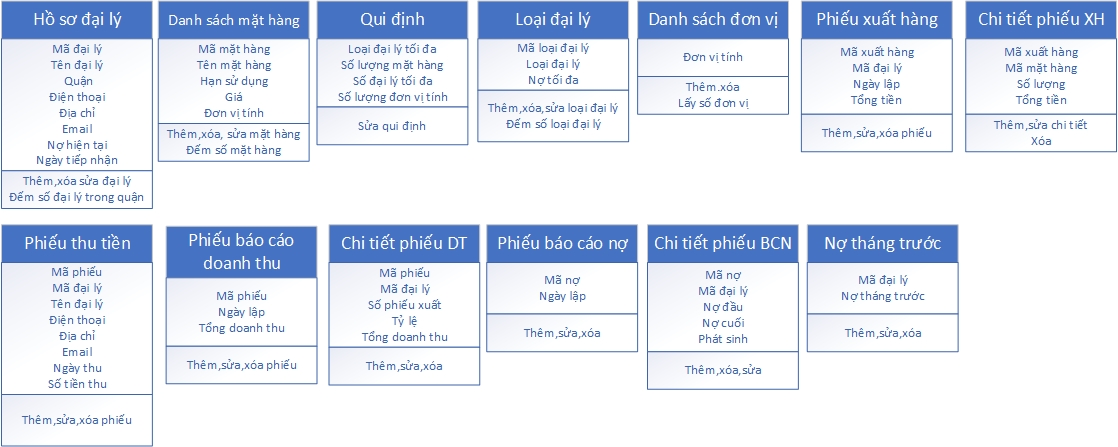 Hồ sơ đại lý
Mã đại lý
Tên đại lý
Quận
Điện thoại
Địa chỉ
Email
Nợ hiện tại
Ngày tiếp nhận
Thêm,xóa sửa đại lý
Đếm số đại lý trong quận
Danh sách mặt hàng
Mã mặt hàng
Tên mặt hàng
Hạn sử dụng
Giá
Đơn vị tính
Thêm,xóa, sửa mặt hàng
Đếm số mặt hàng
Qui định
Loại đại lý tối đa
Số lượng mặt hàng
Số đại lý tối đa
Số lượng đơn vị tính
Sửa qui định
Loại đại lý
Mã loại đại lý
Loại đại lý
Nợ tối đa
Thêm,xóa,sửa loại đại lý
Đếm số loại đại lý
Danh sách đơn vị
Đơn vị tính
Thêm.xóa
Lấy số đơn vị
Phiếu xuất hàng
Mã xuất hàng
Mã đại lý
Ngày lập
Tổng tiền
Thêm,sửa,xóa phiếu
Chi tiết phiếu XH
Mã xuất hàng
Mã mặt hàng
Số lượng
Tổng tiền
Thêm,sửa chi tiết
Xóa
Phiếu thu tiền
Mã phiếu
Mã đại lý
Tên đại lý
Điện thoại
Địa chỉ
Email
Ngày thu
Số tiền thu
Thêm,sửa,xóa phiếu
Phiếu báo cáo
doanh thu
Mã phiếu
Ngày lập
Tổng doanh thu
Thêm,sửa,xóa phiếu
Chi tiết phiếu DT
Mã phiếu
Mã đại lý
Số phiếu xuất
Tỷ lệ
Tổng doanh thu
Thêm,sửa,xóa
Phiếu báo cáo nợ
Mã nợ
Ngày lập
Thêm,sửa,xóa
Chi tiết phiếu BCN
Mã nợ
Mã đại lý
Nợ đầu
Nợ cuối
Phát sinh
Thêm,xóa,sửa
Nợ tháng trước
Mã đại lý
Nợ tháng trước
Thêm,sửa,xóa